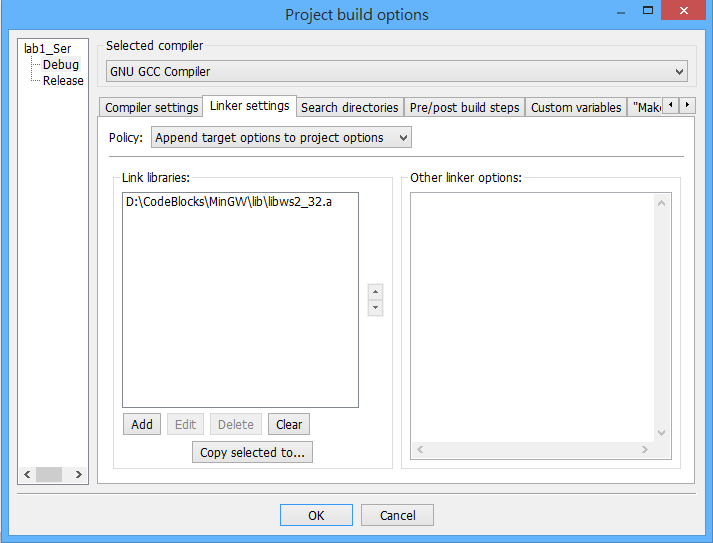 Project build options
lab1_Ser
Debug
Release
Selected compiler
GNU GCC Compiler
Compiler settings
Linker settings
Search directories
Pre/post build steps
Custom variables
"Make
Policy:
Append target options to project options
Link libraries:
D:\CodeBlocks\MinGW\lib\libws2_32.a
Other linker options:
Add
Edit
Delete
Clear
Copy selected to...
OK
Cancel